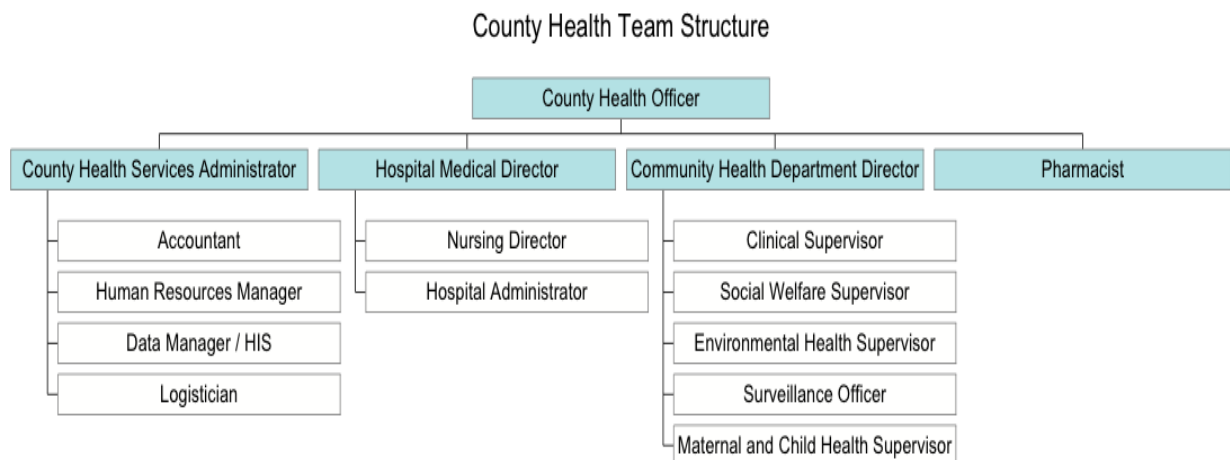 County Health Team Structure
County Health Officer
County Health Services Administrator
Hospital Medical Director
Community Health Department Director
Pharmacist
Accountant
Human Resources Manager
Data Manager / HIS
Logistician
Nursing Director
Hospital Administrator
Clinical Supervisor
Social Welfare Supervisor
Environmental Health Supervisor
Surveillance Officer
Maternal and Child Health Supervisor